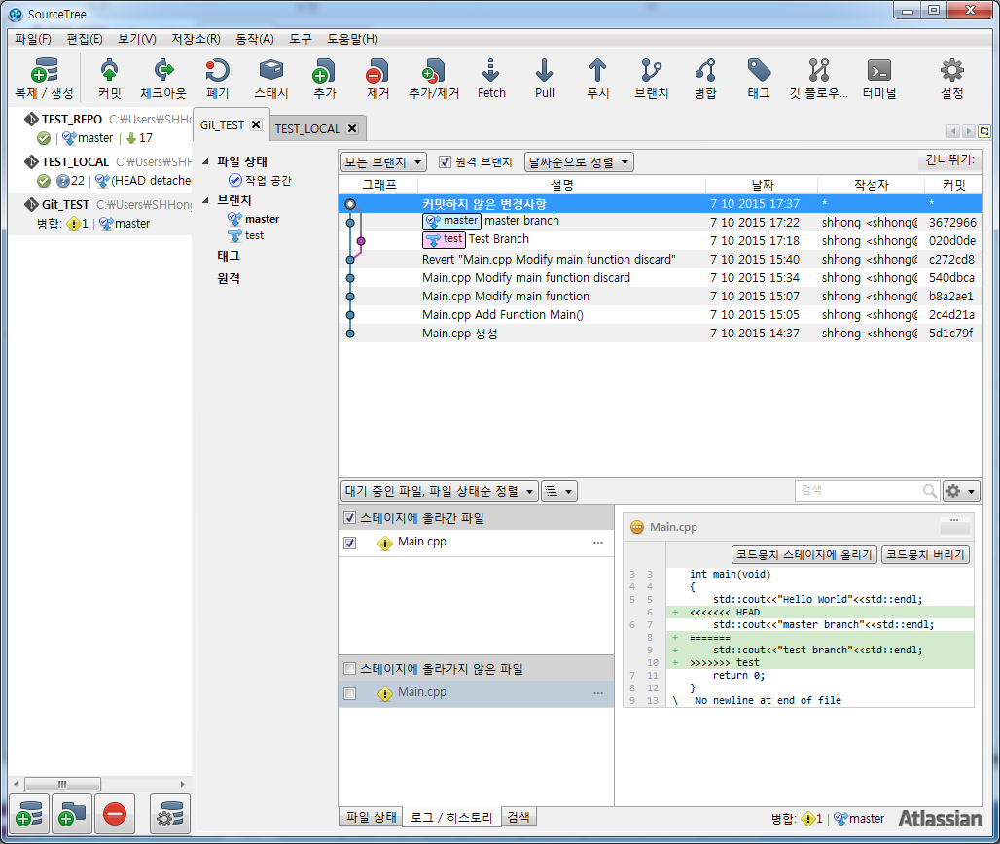 SourceTree
파일(F) 편집(E) 보기(V) 저장소(R) 동작(A) 도구 도움말(H)
복제 / 생성 커밋 체크아웃 폐기 스태시 추가 제거 추가/제거 Fetch Pull 푸시 브랜치 병합 태그 깃 플로우... 터미널 설정
TEST_REPO C:₩Users₩SHHo
master 17
TEST_LOCAL C:₩Users₩SHH
22 (HEAD detache
Git_TEST C:₩Users₩SHHong
병합: 1 master
Git_TEST TEST_LOCAL
파일 상태
작업 공간
브랜치
master
test
태그
원격
모든 브랜치 원격 브랜치 날짜순으로 정렬 건너뛰기:
그래프 설명 날짜 작성자 커밋
커밋하지 않은 변경사항 7 10 2015 17:37 * *
master master branch 7 10 2015 17:22 shhong <shhong@ 3672966
test Test Branch 7 10 2015 17:18 shhong <shhong@ 020d0de
Revert "Main.cpp Modify main function discard" 7 10 2015 15:40 shhong <shhong@ c272cd8
Main.cpp Modify main function discard 7 10 2015 15:34 shhong <shhong@ 540dbca
Main.cpp Modify main function 7 10 2015 15:07 shhong <shhong@ b8a2ae1
Main.cpp Add Function Main() 7 10 2015 15:05 shhong <shhong@ 2c4d21a
Main.cpp 생성 7 10 2015 14:37 shhong <shhong@ 5d1c79f
대기 중인 파일, 파일 상태순 정렬 검색
스테이지에 올라간 파일
Main.cpp ...
스테이지에 올라가지 않은 파일
Main.cpp ...
Main.cpp ...
코드뭉치 스테이지에 올리기 코드뭉치 버리기
3 3 int main(void)
4 4 {
5 5 std::cout<<"Hello World"<<std::endl;
6 + <<<<<<< HEAD
6 7 std::cout<<"master branch"<<std::endl;
8 + =======
9 + std::cout<<"test branch"<<std::endl;
10 + >>>>>>> test
7 11 return 0;
8 12 }
9 13 \ No newline at end of file
파일 상태 로그 / 히스토리 검색
병합: 1 master Atlassian